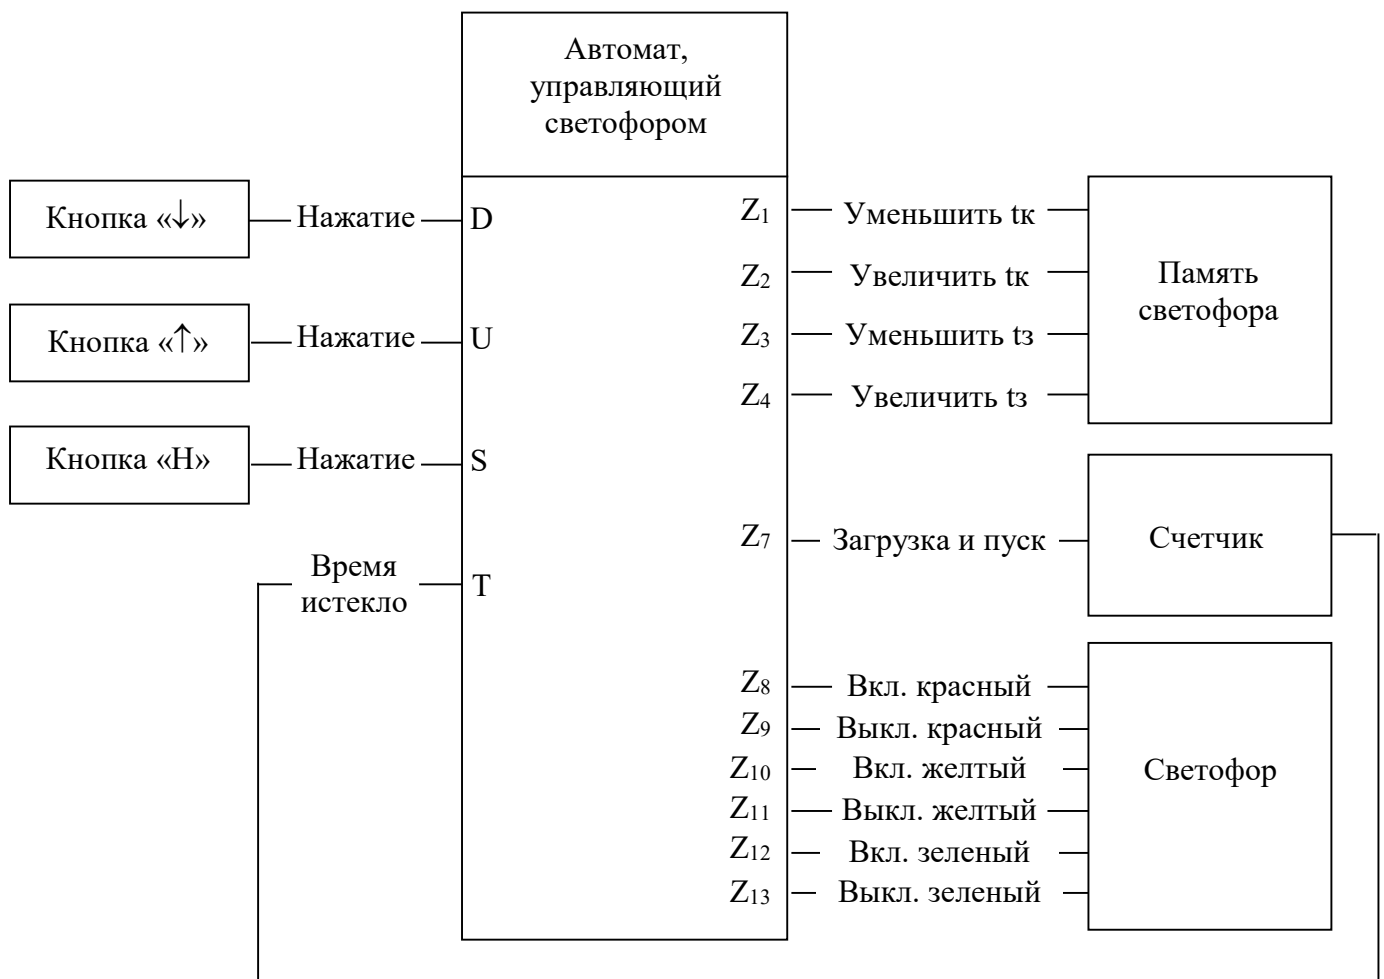 Автомат,
управляющий
светофором
Кнопка «↓»
Нажатие
D
Z1
Уменьшить tк
Z2
Увеличить tк
Память
светофора
Кнопка «↑»
Нажатие
U
Z3
Уменьшить tз
Z4
Увеличить tз
Кнопка «Н»
Нажатие
S
Z7
Загрузка и пуск
Счетчик
Время
истекло
T
Z8
Вкл. красный
Z9
Выкл. красный
Z10
Вкл. желтый
Светофор
Z11
Выкл. желтый
Z12
Вкл. зеленый
Z13
Выкл. зеленый